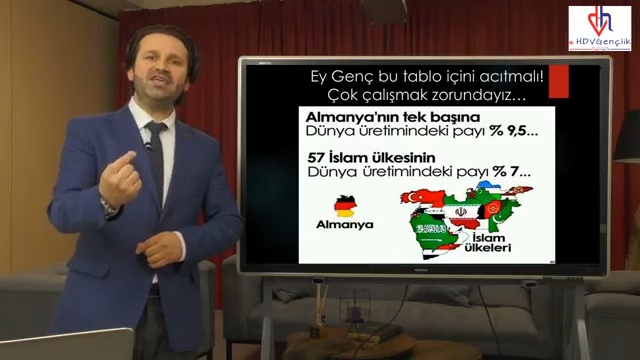 HDVGençlik
Ey Genç bu tablo içini acıtmalı!
Çok çalışmak zorundayız...
Almanya'nın tek başına
Dünya üretimindeki payı % 9,5...
57 İslam ülkesinin
Dünya üretimindeki payı % 7...
Almanya
İslam
ülkeleri